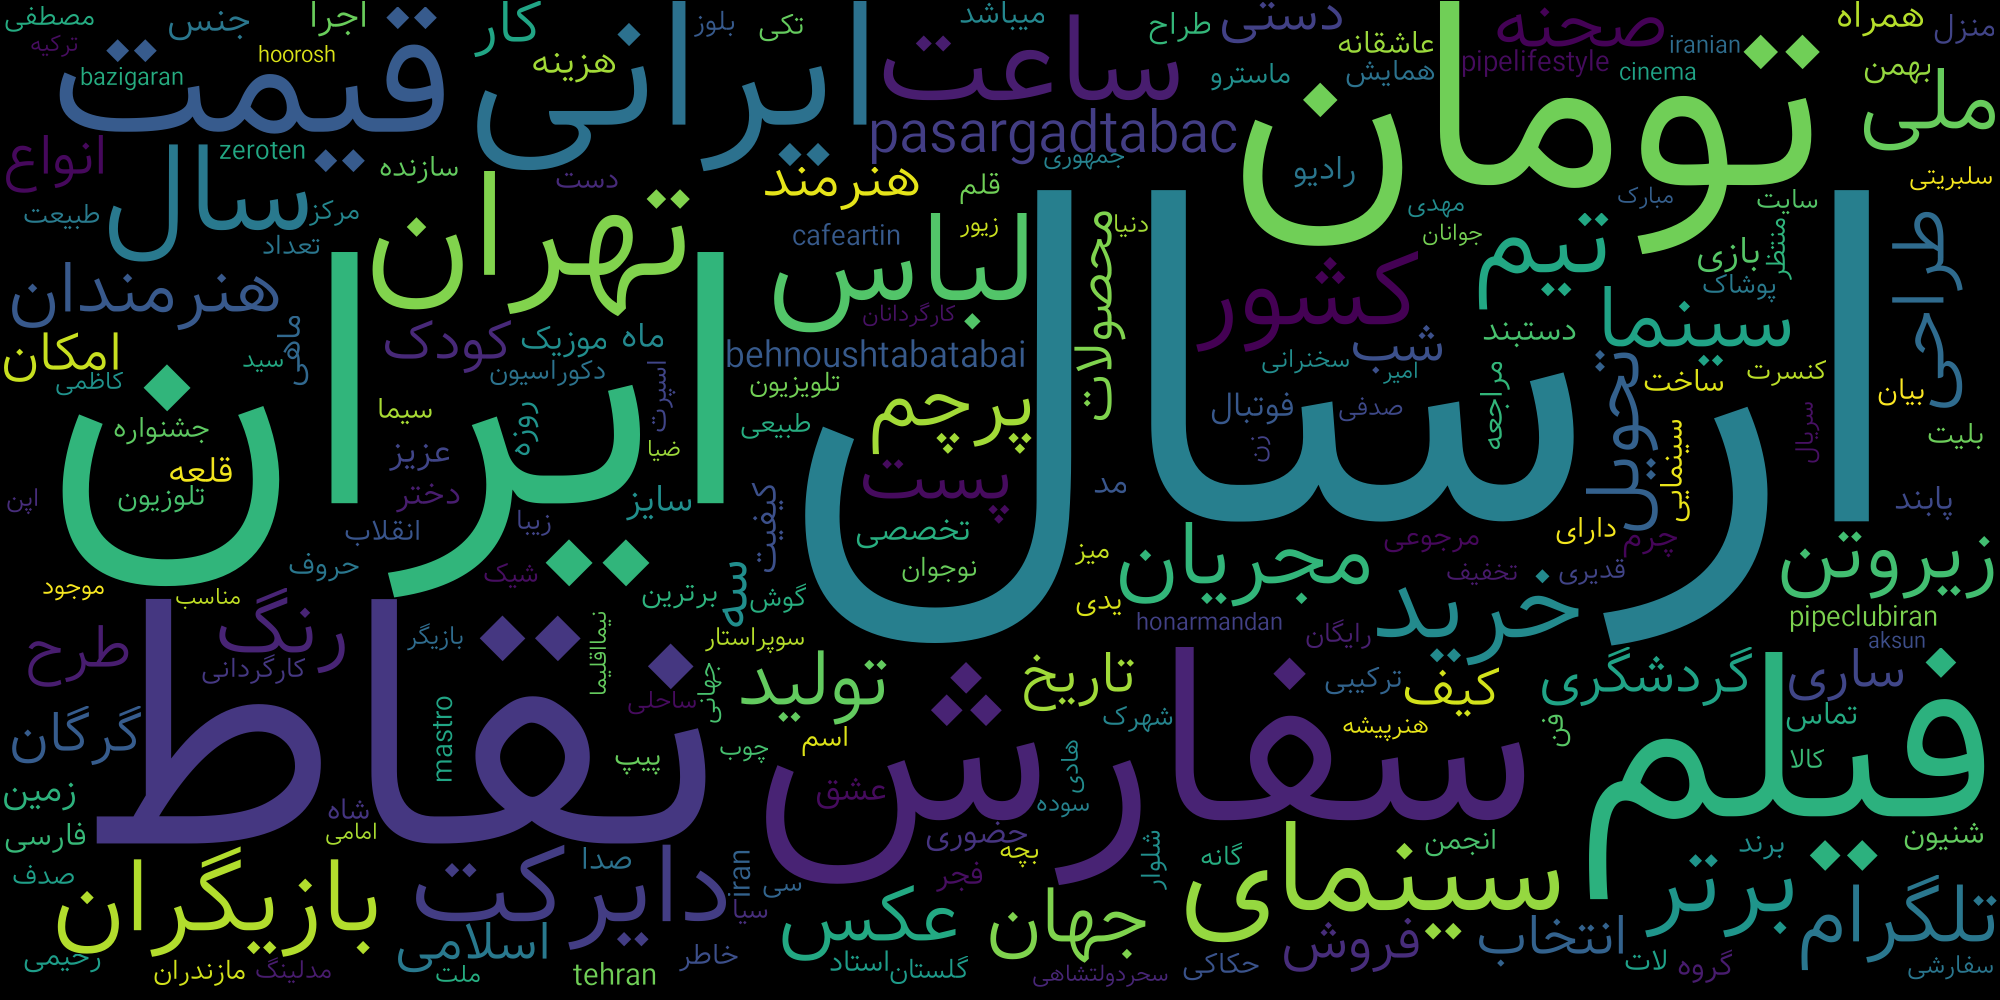 مصطفی
ترکیه
جنس
اجرا
کار
بلوز
تکی
میباشد
طراح
دستی
صحنه
iranian
همراه
منزل
hoorosh
bazigaran
هزینه
قیمت
ایرانی
ساعت
ماسترو
عاشقانه
همایش
pipelifestyle
cinema
تومان
بهمن
ملی
zeroten
pasargadtabac
جمهوری
انواع
سازنده
دست
هنرمند
قلم
رادیو
سلبریتی
طبیعت
سال
مرکز
تعداد
تهران
cafeartin
زیور
دنیا
مهدی
جوانان
مبارک
سایت
محصولات
لباس
کشور
تیم
بازی
منتظر
پوشاک
طراحی
هنرمندان
ماهی
کارگردانان
امکان
سید
کاظمی
کودک
موزیک
ماه
دکوراسیون
behnoushtabatabai
سخنرانی
شب
امیر
دستبند
سینما
کنسرت
ساخت
بیان
ایران
ارسال
سیما
اسپرت
تلویزیون
طبیعی
پرچم
فوتبال
صدفی
مراجعه
تحویل
سریال
بلیت
جشنواره
قلعه
تلوزیون
عزیز
روزه
ضیا
زن
سینمایی
اپن
دختر
سایز
کیفیت
پست
مد
پابند
انقلاب
زیبا
تخصصی
دارای
چرم
مرجوعی
حروف
شیک
نوجوان
میز
مجریان
تخفیف
قدیری
زیروتن
موجود
مناسب
برترین
گوش
سه
یدی
خرید
pipeclubiran
honarmandan
رایگان
aksun
طرح
رنگ
کارگردانی
بازیگر
نیمااقلیما
سوپراستار
جهانی
ساحلی
تولید
تاریخ
ترکیبی
کیف
گردشگری
ساری
گرگان
نقاط
mastro
پیپ
چوب
اسم
سفارش
شهرک
هنرپیشه
فن
تماس
کالا
فیلم
زمین
فارسی
شاه
امامی
عشق
هادی
سوده
حضوری
بچه
شلوار
گانه
انجمن
برند
شنیون
صدف
بازیگران
دایرکت
صدا
iran
سی
سیا
فجر
عکس
جهان
سینمای
برتر
تلگرام
رحیمی
مازندران
مدلینگ
اسلامی
ملت
tehran
خاطر
استاد
گلستان
سحردولتشاهی
حکاکی
فروش
انتخاب
لات
گروه
سفارشی